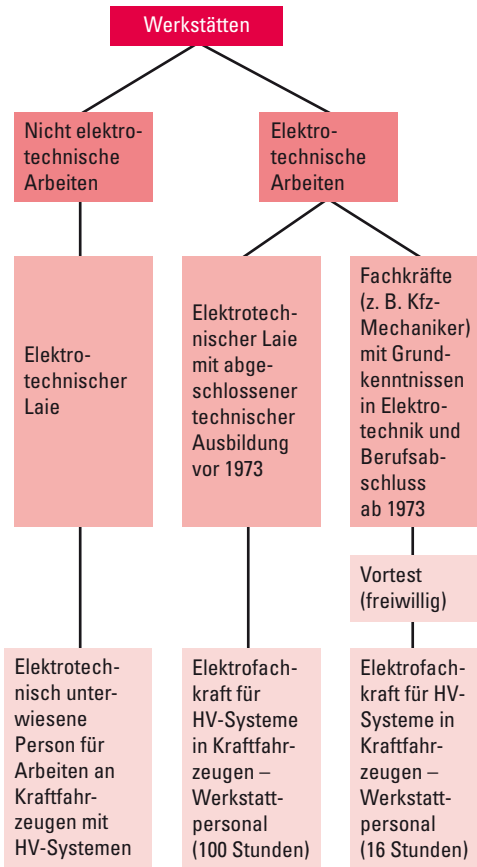 Werkstätten
Nicht elektro-
technische
Arbeiten
Elektro-
technische
Arbeiten
Elektro-
technischer
Laie
Elektrotech-
nischer Laie
mit abge-
schlossener
technischer
Ausbildung
vor 1973
Fachkräfte
(z. B. Kfz-
Mechaniker)
mit Grund-
kenntnissen
in Elektro-
technik und
Berufsab-
schluss
ab 1973
Vortest
(freiwillig)
Elektrotech-
nisch unter-
wiesene
Person für
Arbeiten an
Kraftfahr-
zeugen mit
HV-Systemen
Elektrofach-
kraft für
HV-Systeme
in Kraftfahr-
zeugen –
Werkstatt-
personal
(100 Stunden)
Elektrofach-
kraft für HV-
Systeme in
Kraftfahr-
zeugen –
Werkstatt-
personal
(16 Stunden)